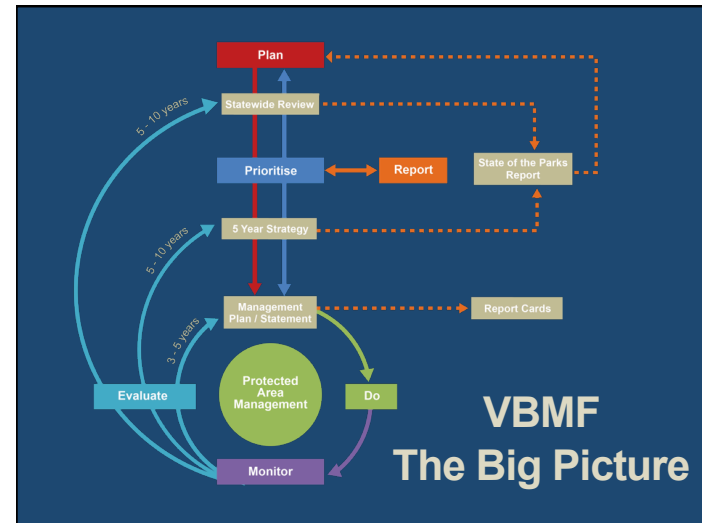 Plan
5 - 10 years
Statewide Review
Prioritise
Report
State of the Parks
Report
5 - 10 years
5 Year Strategy
3 - 5 years
Management
Plan / Statement
Report Cards
Protected
Area
Management
Evaluate
Do
VBMF
The Big Picture
Monitor